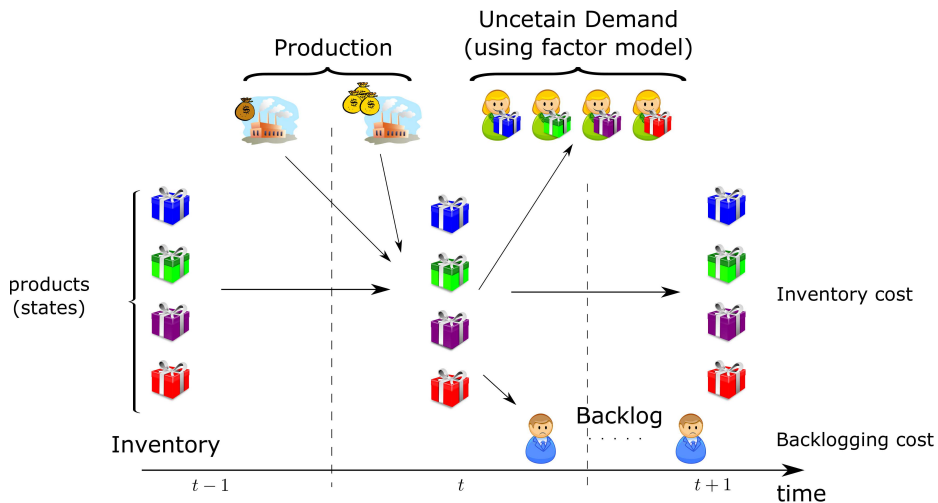 Uncetain Demand
(using factor model)
Production
$
$
$
$
products
(states)
Inventory cost
Backlog
. . . . .
Inventory
Backlogging cost
t − 1
t
t + 1
time